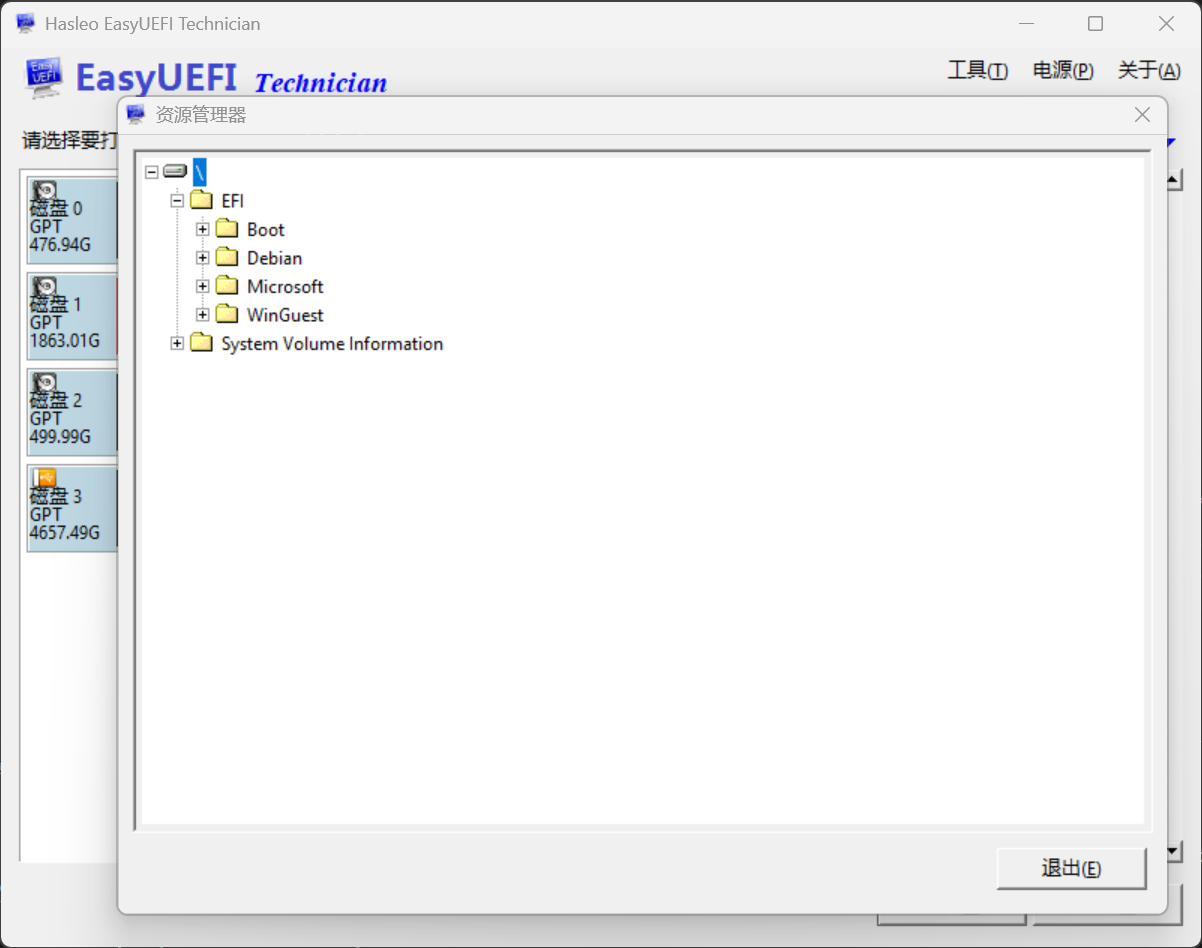 Hasleo EasyUEFI Technician
EasyUEFI Technician
工具(T) 电源(P) 关于(A)
资源管理器
请选择要打
\
EFI
Boot
Debian
Microsoft
WinGuest
System Volume Information
磁盘 0
GPT
476.94G
磁盘 1
GPT
1863.01G
磁盘 2
GPT
499.99G
磁盘 3
GPT
4657.49G
退出(E)